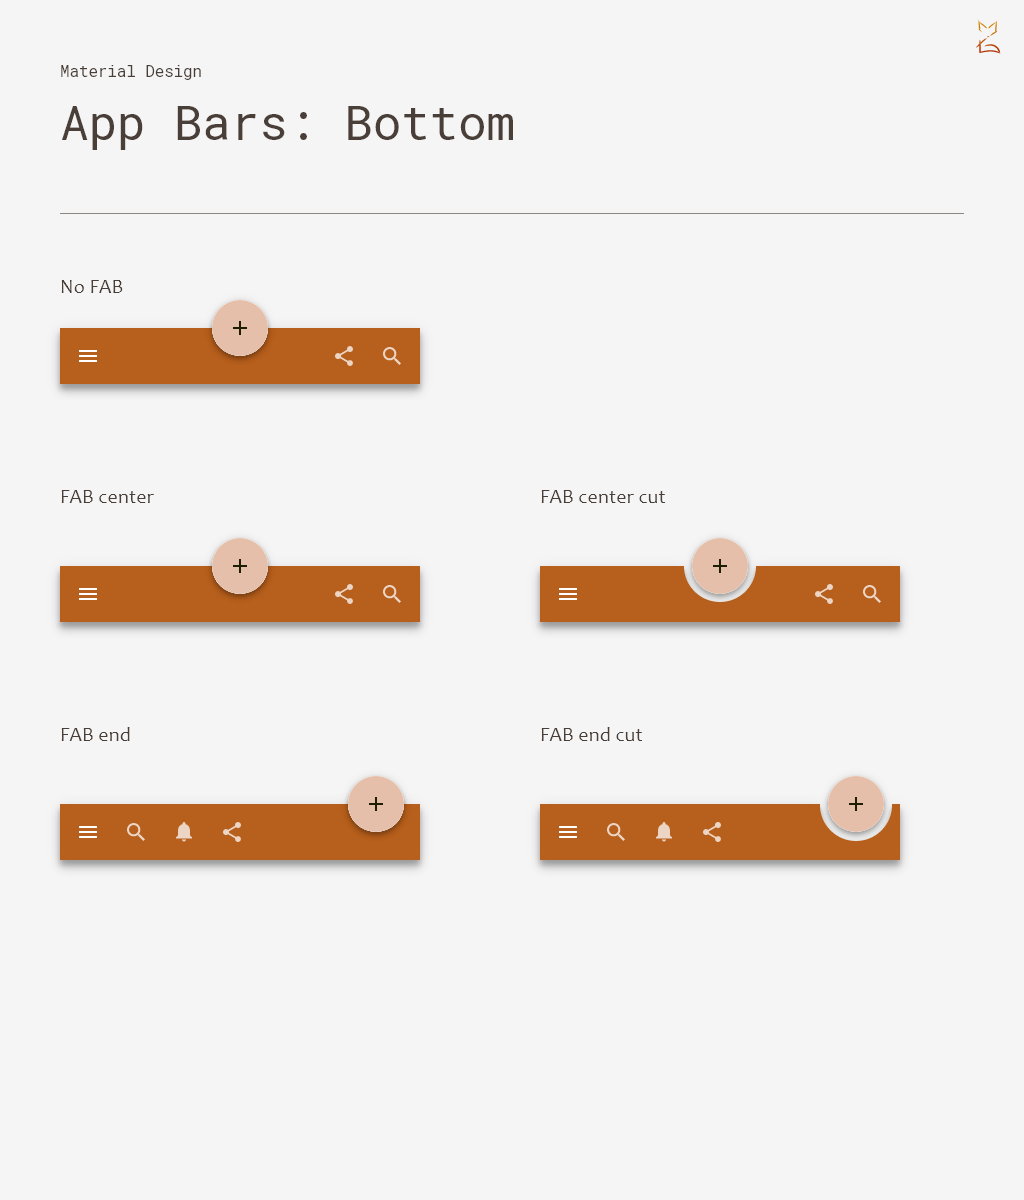 Material Design
App Bars: Bottom
No FAB
FAB center
FAB center cut
FAB end
FAB end cut